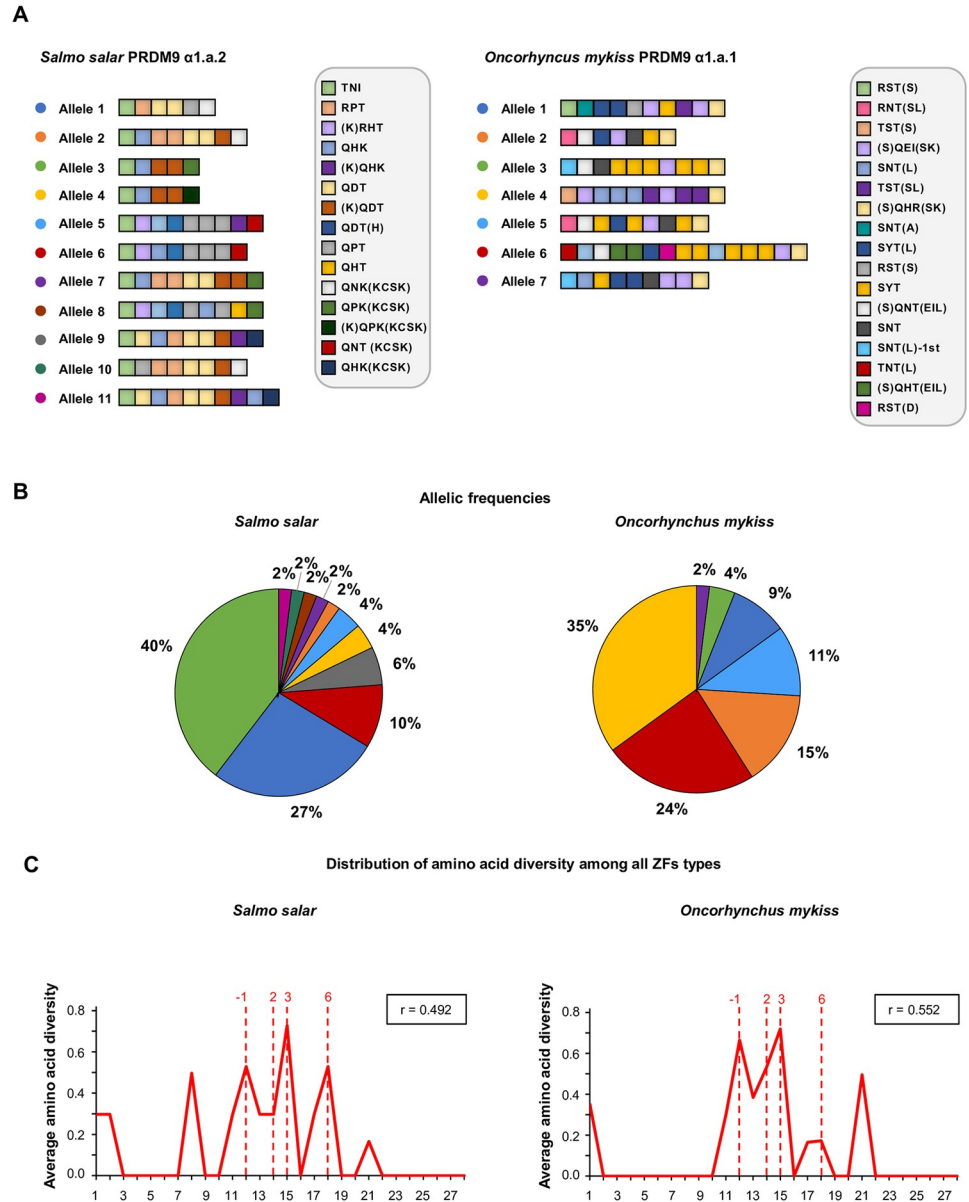 A
Salmo salar PRDM9 α1.a.2
Oncorhyncus mykiss PRDM9 α1.a.1
Allele 1
Allele 2
Allele 3
Allele 4
Allele 5
Allele 6
Allele 7
Allele 8
Allele 9
Allele 10
Allele 11
TNI
RPT
(K)RHT
QHK
(K)QHK
QDT
(K)QDT
QDT(H)
QPT
QHT
QNK(KCSK)
QPK(KCSK)
(K)QPK(KCSK)
QNT (KCSK)
QHK(KCSK)
Allele 1
Allele 2
Allele 3
Allele 4
Allele 5
Allele 6
Allele 7
RST(S)
RNT(SL)
TST(S)
(S)QEI(SK)
SNT(L)
TST(SL)
(S)QHR(SK)
SNT(A)
SYT(L)
RST(S)
SYT
(S)QNT(EIL)
SNT
SNT(L)-1st
TNT(L)
(S)QHT(EIL)
RST(D)
B
Allelic frequencies
Salmo salar
Oncorhynchus mykiss
2%
2%
2%
2%
2%
4%
4%
6%
10%
27%
40%
2%
4%
9%
11%
15%
24%
35%
C
Distribution of amino acid diversity among all ZFs types
Salmo salar
Oncorhynchus mykiss
Average amino acid diversity
0.8
0.6
0.4
0.2
0.0
-1 2 3 6
r = 0.492
1 3 5 7 9 11 13 15 17 19 21 23 25 27
Average amino acid diversity
0.8
0.6
0.4
0.2
0.0
-1 2 3 6
r = 0.552
1 3 5 7 9 11 13 15 17 19 21 23 25 27